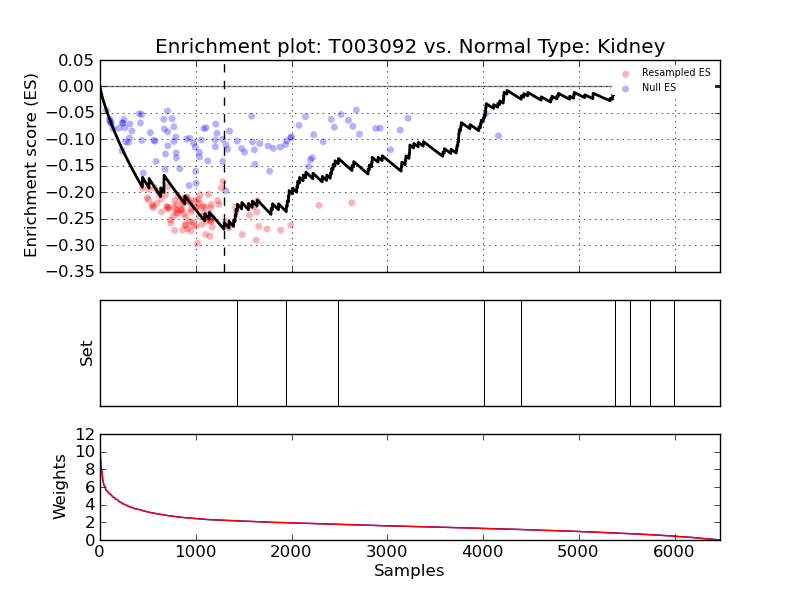 Enrichment plot: T003092 vs. Normal Type: Kidney
Enrichment score (ES)
0.05
0.00
−0.05
−0.10
−0.15
−0.20
−0.25
−0.30
−0.35
Resampled ES
Null ES
Set
Weights
12
10
8
6
4
2
0
0 1000 2000 3000 4000 5000 6000
Samples